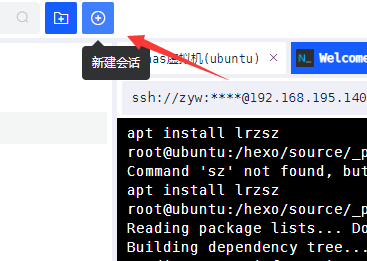 新建会话
nas虚拟机(ubuntu)
Welcome
ssh://zyw:****@192.168.195.140
apt install lrzsz
root@ubuntu:/hexo/source/_p
Command 'sz' not found, but
apt install lrzsz
root@ubuntu:/hexo/source/_p
Reading package lists... Do
Building dependency tree...